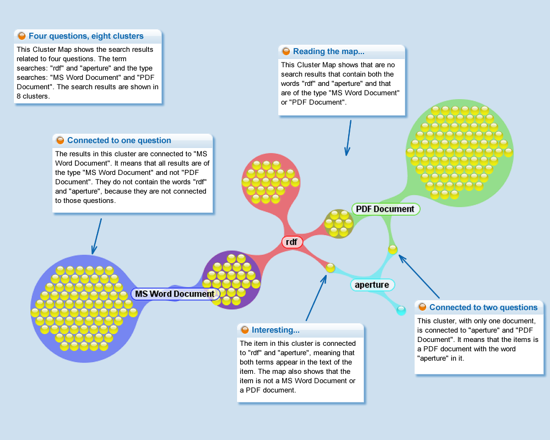 Four questions, eight clusters
This Cluster Map shows the search results
related to four questions. The term
searches: "rdf" and "aperture" and the type
searches: "MS Word Document" and "PDF
Document". The search results are shown in
8 clusters.
Reading the map...
This Cluster Map shows that are no
search results that contain both the
words "rdf" and "aperture" and that
are of the type "MS Word Document"
or "PDF Document".
Connected to one question
The results in this cluster are connected to "MS
Word Document". It means that all results are of
the type "MS Word Document" and not "PDF
Document". They do not contain the words "rdf"
and "aperture", because they are not connected
to those questions.
PDF Document
rdf
aperture
MS Word Document
Connected to two questions
This cluster, with only one document,
is connected to "aperture" and "PDF
Document". It means that the items is
a PDF document with the word
"aperture" in it.
Interesting...
The item in this cluster is connected
to "rdf" and "aperture", meaning that
both terms appear in the text of the
item. The map also shows that the
item is not a MS Word Document or
a PDF document.